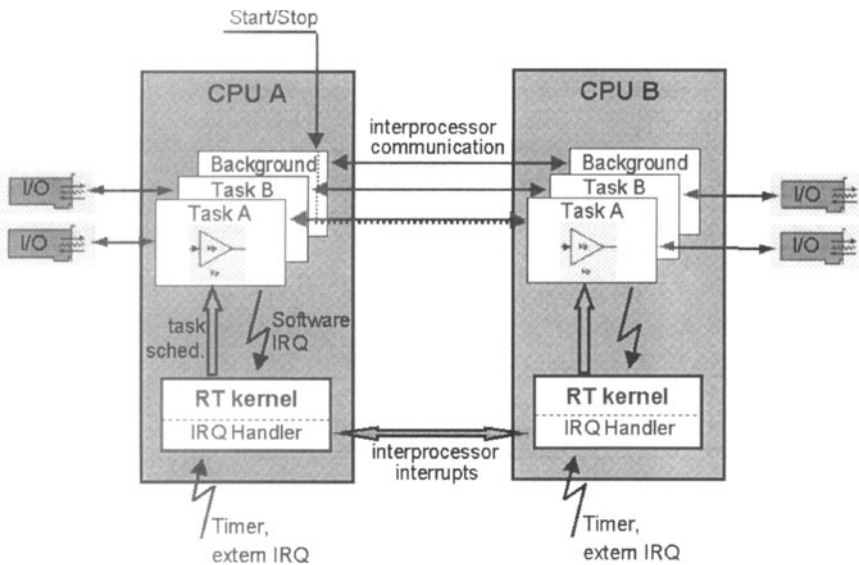 Start/Stop
CPU A
CPU B
interprocessor
communication
Background
Task B
Task A
Background
Task B
Task A
I/O
I/O
I/O
I/O
task
sched.
Software
IRQ
RT kernel
IRQ Handler
RT kernel
IRQ Handler
interprocessor
interrupts
Timer,
extern IRQ
Timer,
extern IRQ